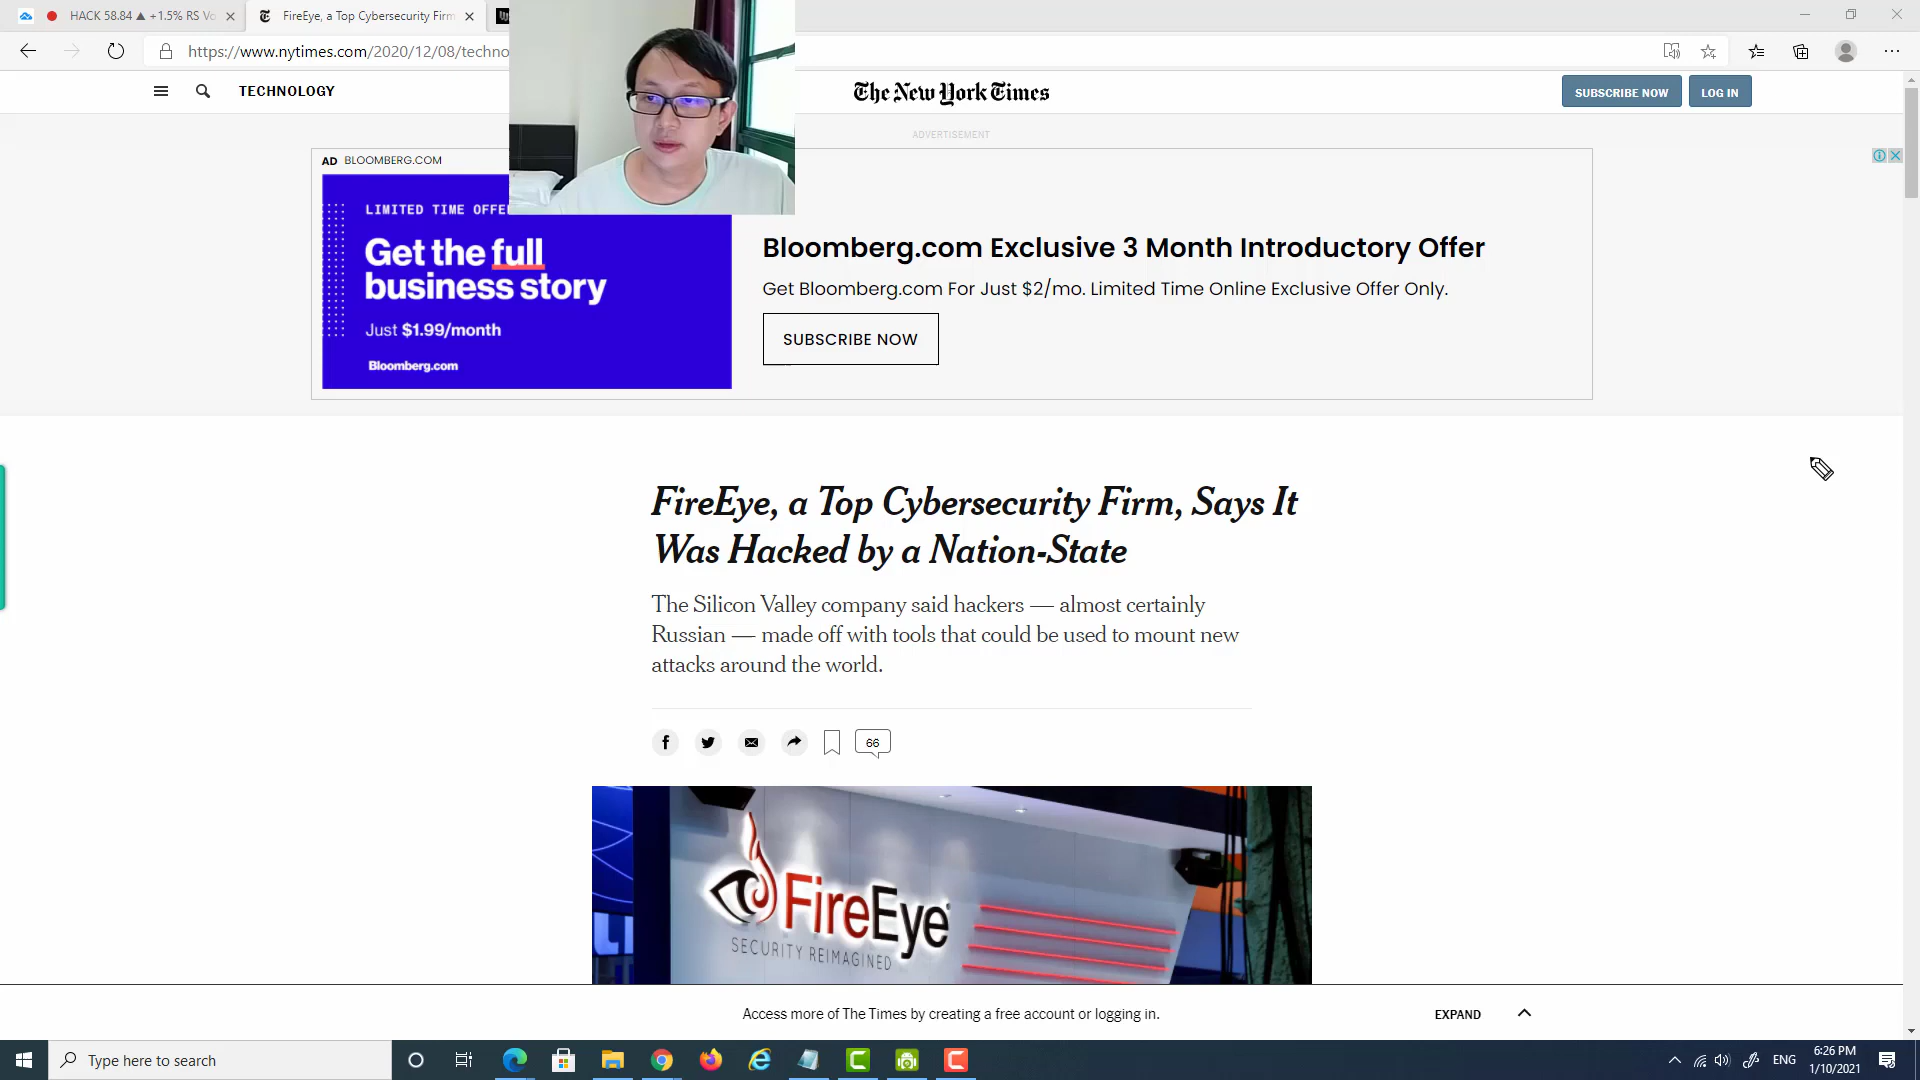 HACK 58.84 ▲ +1.5% RS Vo
FireEye, a Top Cybersecurity Firm
https://www.nytimes.com/2020/12/08/techno
TECHNOLOGY
The New York Times
SUBSCRIBE NOW
LOG IN
ADVERTISEMENT
AD BLOOMBERG.COM
LIMITED TIME OFFE
Get the full
business story
Just $1.99/month
Bloomberg.com
Bloomberg.com Exclusive 3 Month Introductory Offer
Get Bloomberg.com For Just $2/mo. Limited Time Online Exclusive Offer Only.
SUBSCRIBE NOW
FireEye, a Top Cybersecurity Firm, Says It
Was Hacked by a Nation-State
The Silicon Valley company said hackers — almost certainly
Russian — made off with tools that could be used to mount new
attacks around the world.
66
FireEye
SECURITY REIMAGINED
Access more of The Times by creating a free account or logging in.
EXPAND
Type here to search
ENG
6:26 PM
1/10/2021